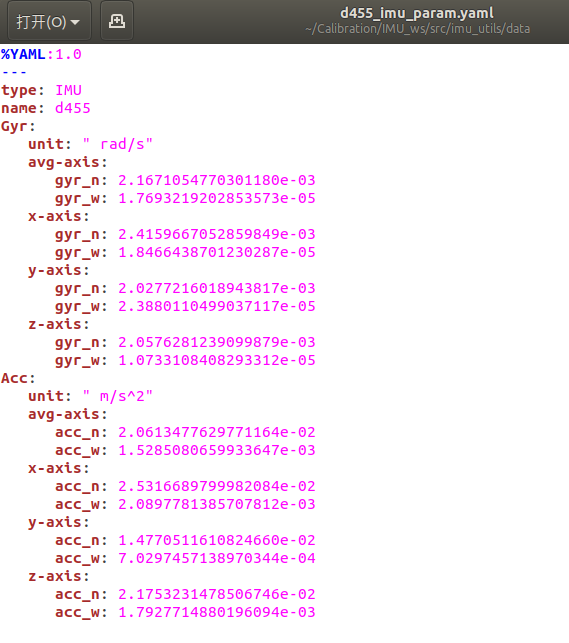 打开(O)
d455_imu_param.yaml
~/Calibration/IMU_ws/src/imu_utils/data
%YAML:1.0
---
type: IMU
name: d455
Gyr:
   unit: " rad/s"
   avg-axis:
      gyr_n: 2.1671054770301180e-03
      gyr_w: 1.7693219202853573e-05
   x-axis:
      gyr_n: 2.4159667052859849e-03
      gyr_w: 1.8466438701230287e-05
   y-axis:
      gyr_n: 2.0277216018943817e-03
      gyr_w: 2.3880110499037117e-05
   z-axis:
      gyr_n: 2.0576281239099879e-03
      gyr_w: 1.0733108408293312e-05
Acc:
   unit: " m/s^2"
   avg-axis:
      acc_n: 2.0613477629771164e-02
      acc_w: 1.5285080659933647e-03
   x-axis:
      acc_n: 2.5316689799982084e-02
      acc_w: 2.0897781385707812e-03
   y-axis:
      acc_n: 1.4770511610824660e-02
      acc_w: 7.0297457138970344e-04
   z-axis:
      acc_n: 2.1753231478506746e-02
      acc_w: 1.7927714880196094e-03